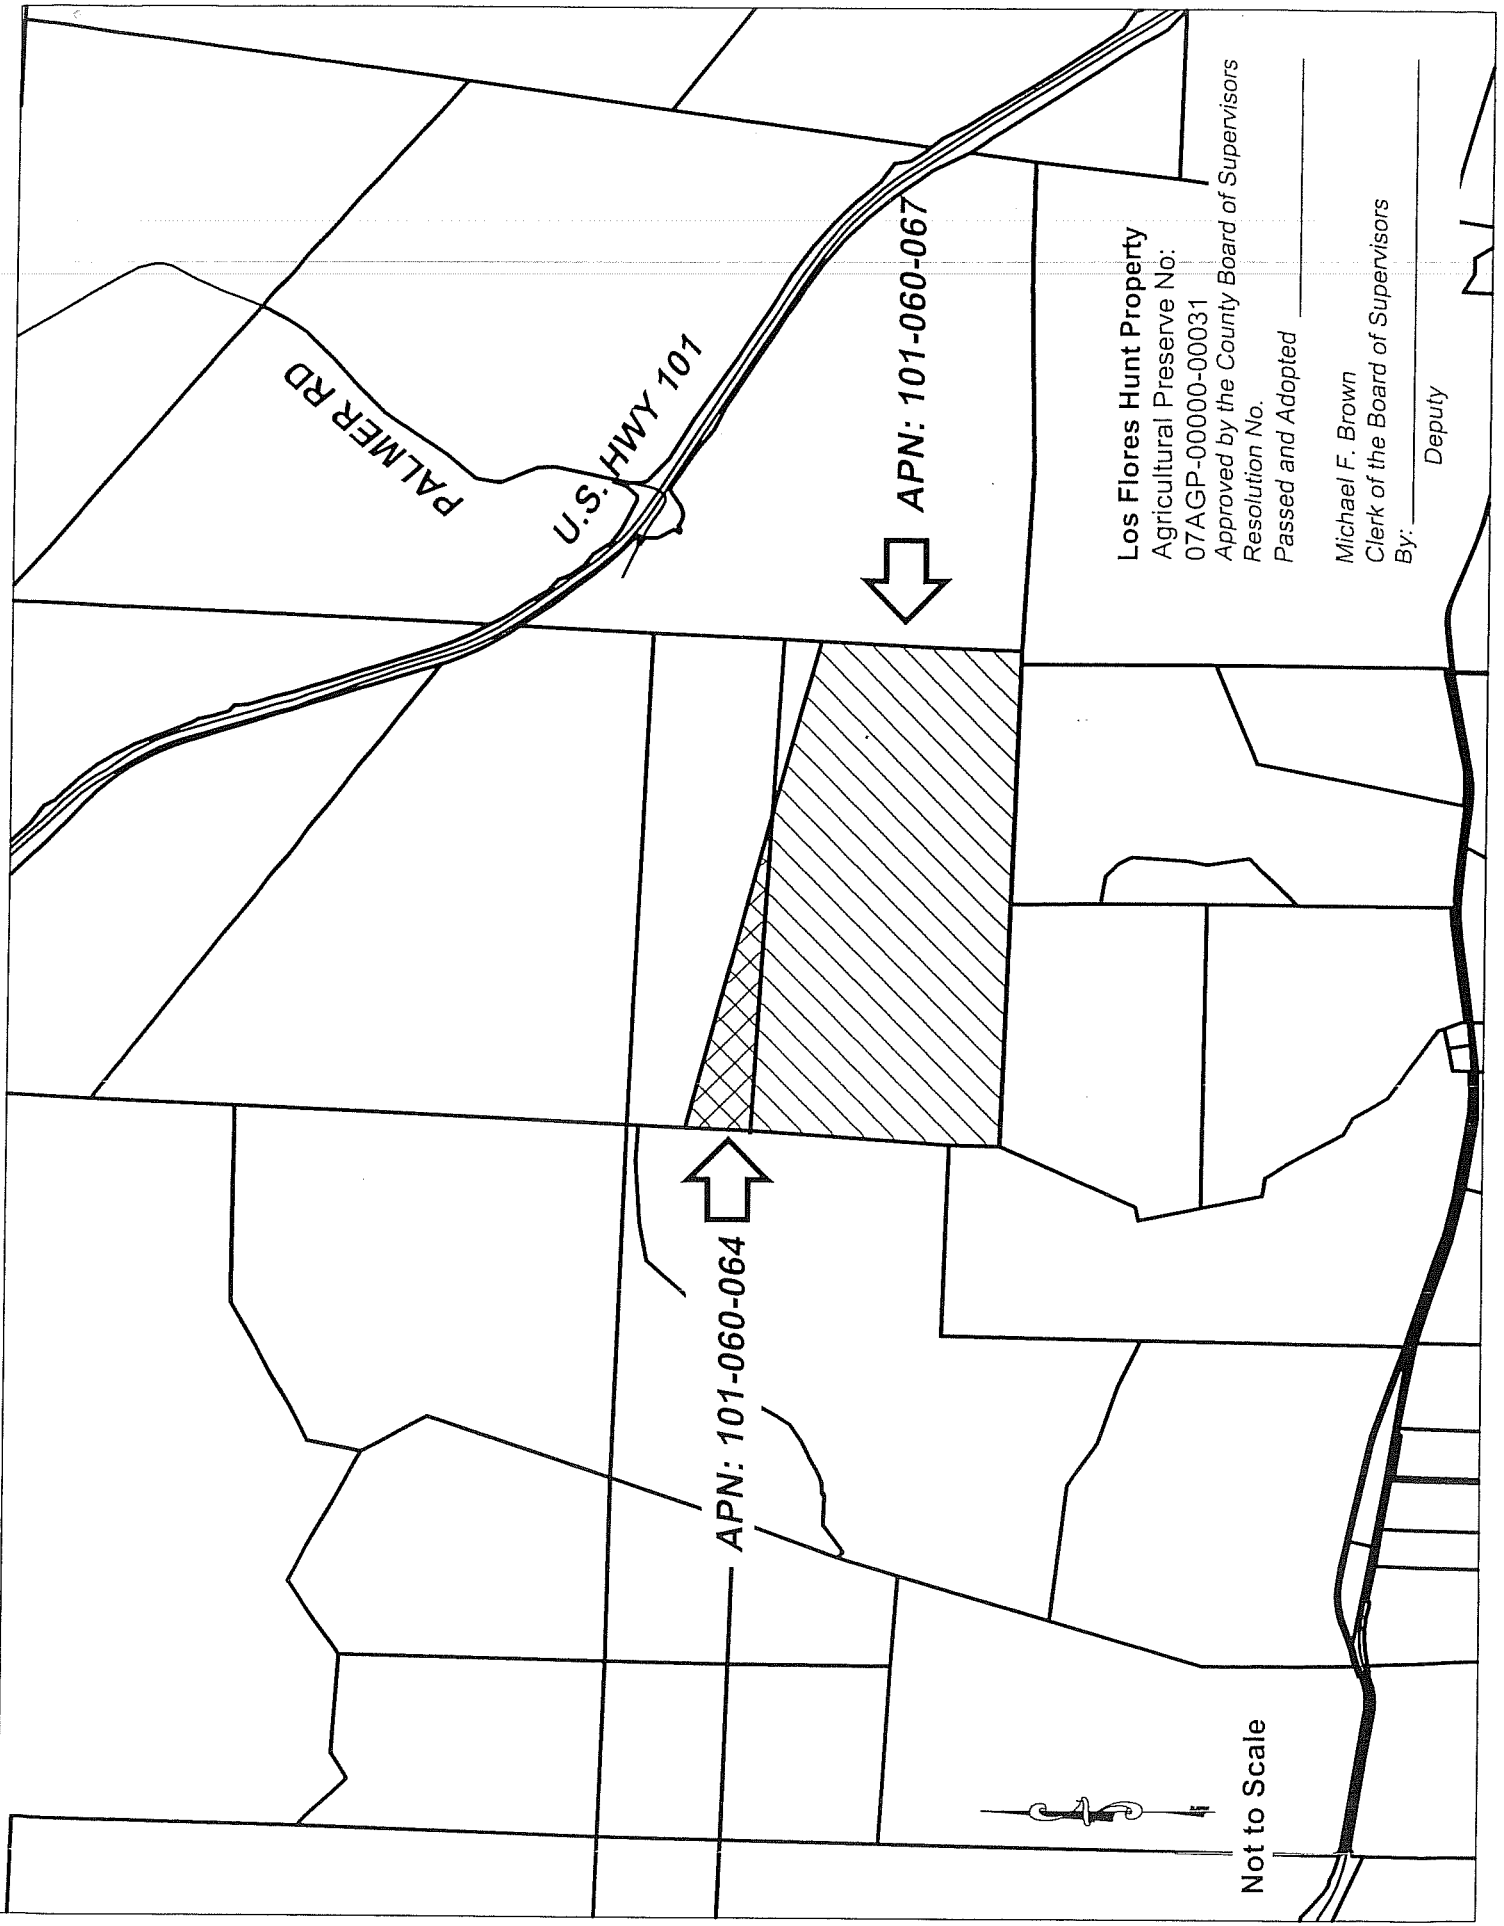 PALMER RD
U.S. HWY 101
APN: 101-060-067
APN: 101-060-064
Los Flores Hunt Property
Agricultural Preserve No:
07AGP-00000-00031
Approved by the County Board of Supervisors
Resolution No.
Passed and Adopted
Michael F. Brown
Clerk of the Board of Supervisors
By:
Deputy
Not to Scale